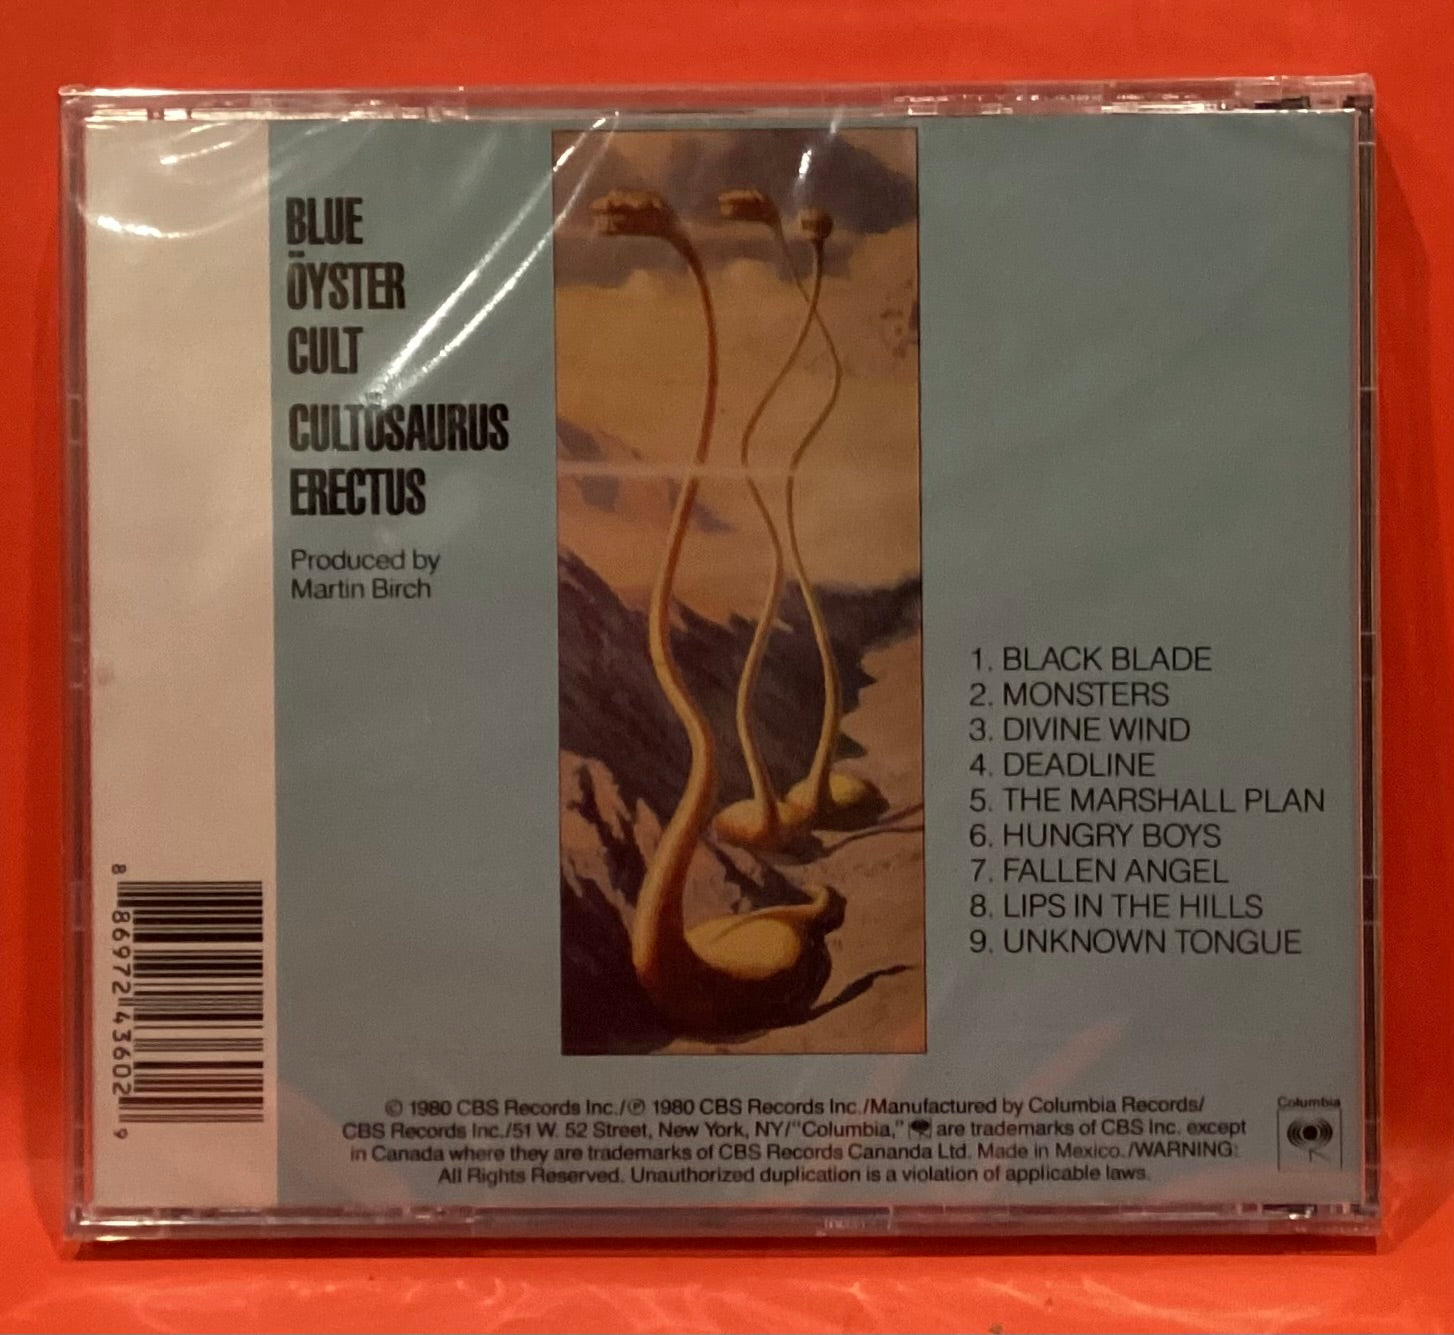 BLUE
ÖYSTER
CULT
CULTÖSAURUS
ERECTUS
Produced by
Martin Birch
1. BLACK BLADE
2. MONSTERS
3. DIVINE WIND
4. DEADLINE
5. THE MARSHALL PLAN
6. HUNGRY BOYS
7. FALLEN ANGEL
8. LIPS IN THE HILLS
9. UNKNOWN TONGUE
8 86972 43602 9
© 1980 CBS Records Inc./℗ 1980 CBS Records Inc./Manufactured by Columbia Records/
CBS Records Inc./51 W. 52 Street, New York, NY/"Columbia," are trademarks of CBS Inc. except
in Canada where they are trademarks of CBS Records Cananda Ltd. Made in Mexico./WARNING:
All Rights Reserved. Unauthorized duplication is a violation of applicable laws.
Columbia